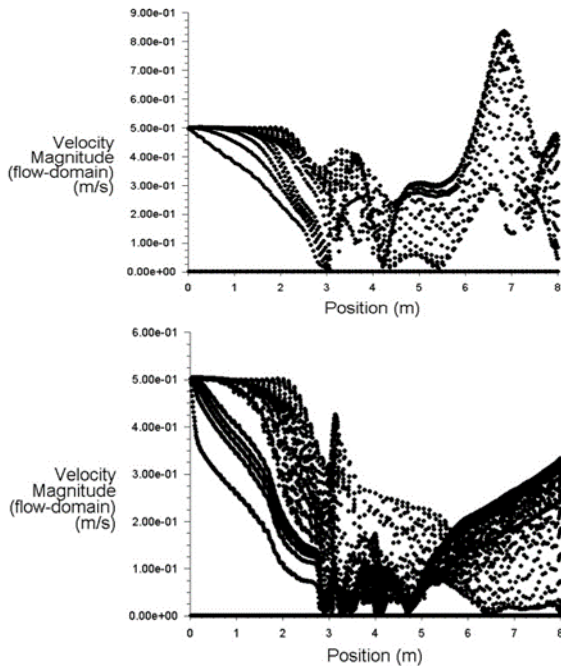 9.00e-01
8.00e-01
7.00e-01
6.00e-01
5.00e-01
4.00e-01
3.00e-01
2.00e-01
1.00e-01
0.00e+00
Velocity
Magnitude
(flow-domain)
(m/s)
0 1 2 3 4 5 6 7 8
Position (m)
6.00e-01
5.00e-01
4.00e-01
3.00e-01
2.00e-01
1.00e-01
0.00e+00
Velocity
Magnitude
(flow-domain)
(m/s)
0 1 2 3 4 5 6 7 8
Position (m)